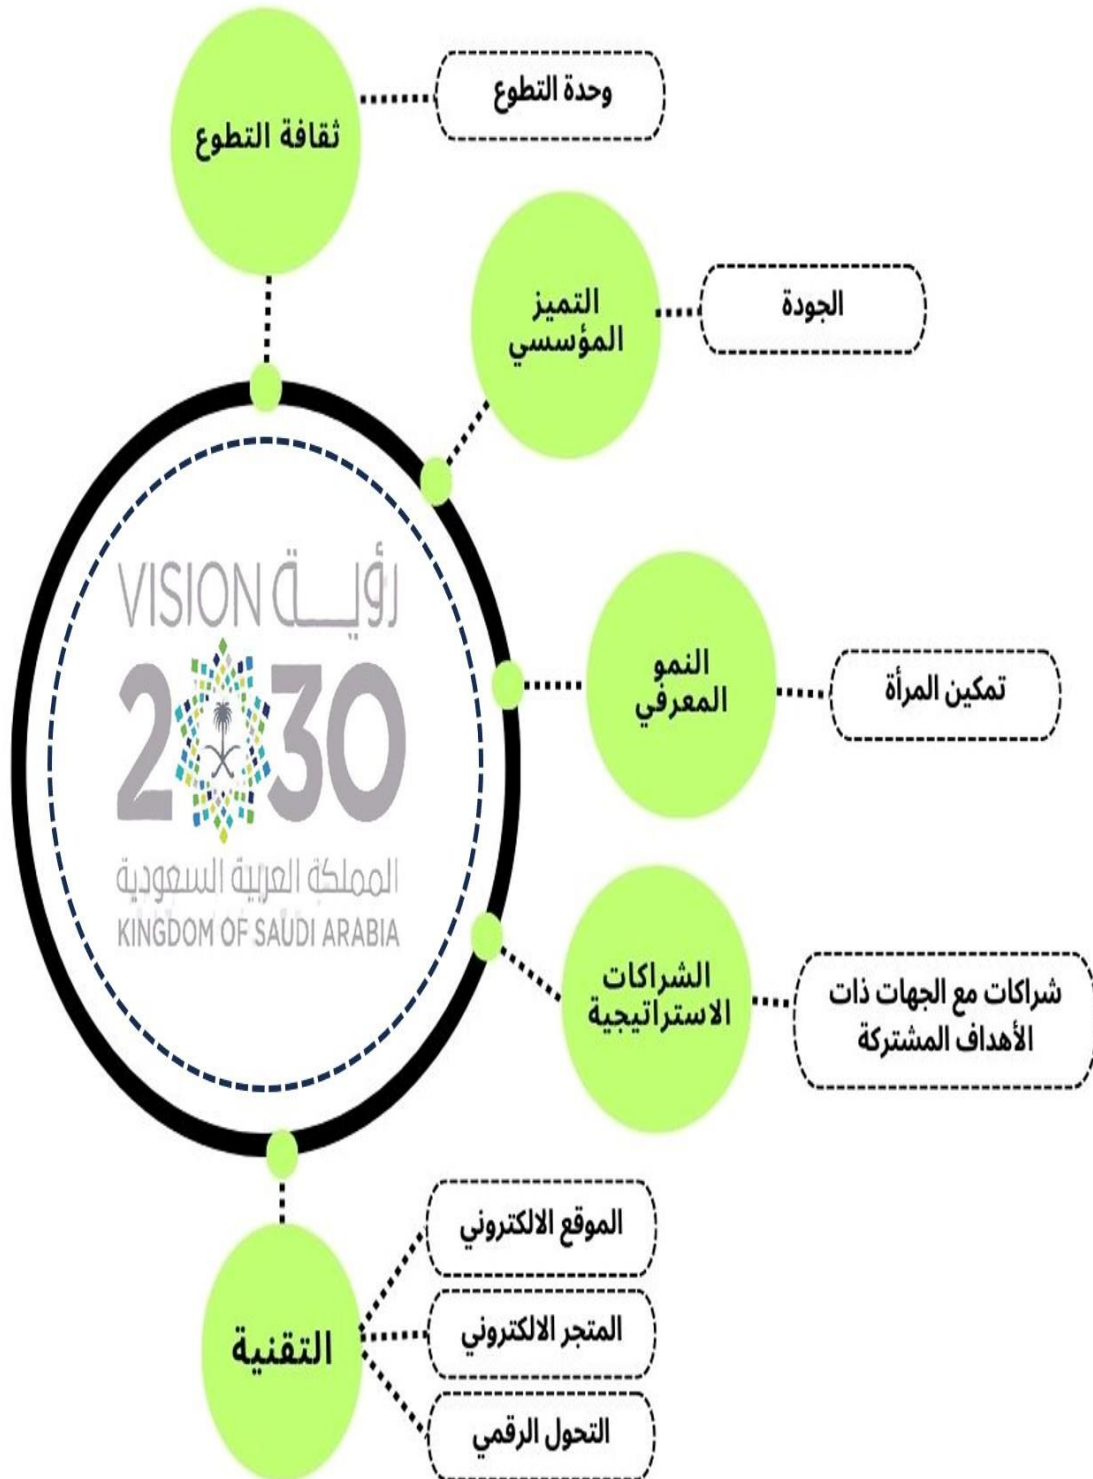 ثقافة التطوع
وحدة التطوع
التميز
المؤسسي
الجودة
VISION رؤيـــة
2030
المملكة العربية السعودية
KINGDOM OF SAUDI ARABIA
النمو
المعرفي
تمكين المرأة
الشراكات
الاستراتيجية
شراكات مع الجهات ذات
الأهداف المشتركة
التقنية
الموقع الالكتروني
المتجر الالكتروني
التحول الرقمي